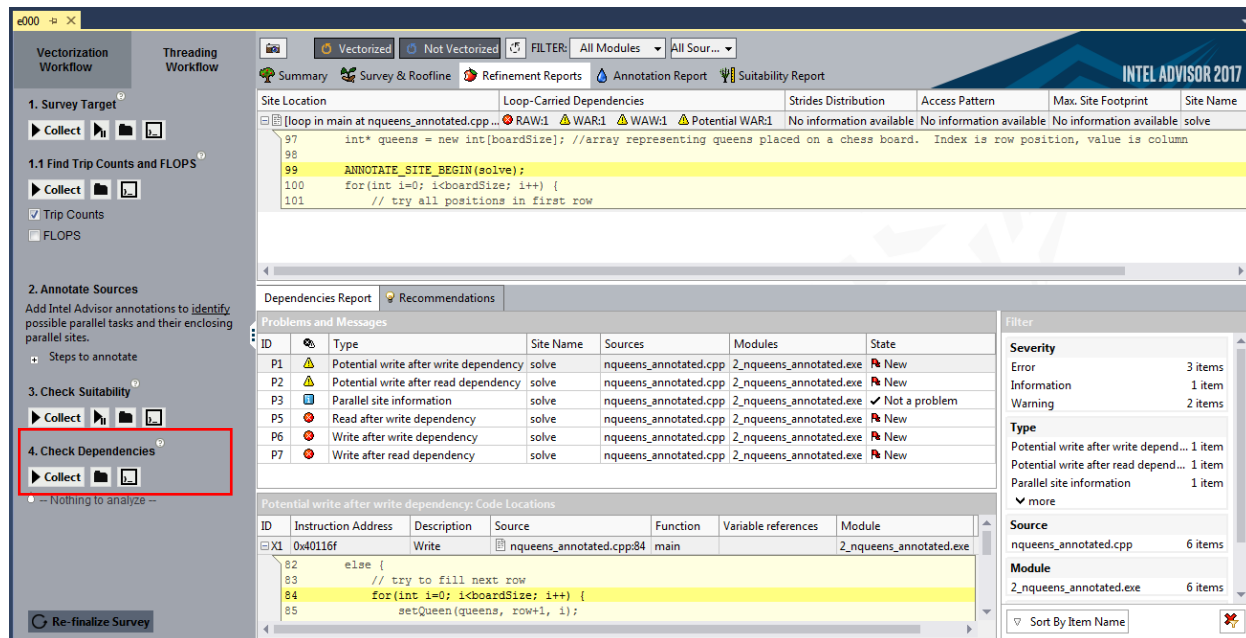 e000
Vectorization Workflow
Threading Workflow
1. Survey Target
Collect
1.1 Find Trip Counts and FLOPS
Collect
Trip Counts
FLOPS
2. Annotate Sources
Add Intel Advisor annotations to identify
possible parallel tasks and their enclosing
parallel sites.
Steps to annotate
3. Check Suitability
Collect
4. Check Dependencies
Collect
-- Nothing to analyze --
Re-finalize Survey
Vectorized Not Vectorized FILTER: All Modules All Sour...
Summary Survey & Roofline Refinement Reports Annotation Report Suitability Report
INTEL ADVISOR 2017
Site Location Loop-Carried Dependencies Strides Distribution Access Pattern Max. Site Footprint Site Name
[loop in main at nqueens_annotated.cpp ... RAW:1 WAR:1 WAW:1 Potential WAR:1 No information available No information available No information available solve
97 int* queens = new int[boardSize]; //array representing queens placed on a chess board. Index is row position, value is column
98
99 ANNOTATE_SITE_BEGIN(solve);
100 for(int i=0; i<boardSize; i++) {
101 // try all positions in first row
Dependencies Report Recommendations
Problems and Messages
ID Type Site Name Sources Modules State
P1 Potential write after write dependency solve nqueens_annotated.cpp 2_nqueens_annotated.exe New
P2 Potential write after read dependency solve nqueens_annotated.cpp 2_nqueens_annotated.exe New
P3 Parallel site information solve nqueens_annotated.cpp 2_nqueens_annotated.exe Not a problem
P5 Read after write dependency solve nqueens_annotated.cpp 2_nqueens_annotated.exe New
P6 Write after write dependency solve nqueens_annotated.cpp 2_nqueens_annotated.exe New
P7 Write after read dependency solve nqueens_annotated.cpp 2_nqueens_annotated.exe New
Potential write after write dependency: Code Locations
ID Instruction Address Description Source Function Variable references Module
X1 0x40116f Write nqueens_annotated.cpp:84 main 2_nqueens_annotated.exe
82 else {
83 // try to fill next row
84 for(int i=0; i<boardSize; i++) {
85 setQueen(queens, row+1, i);
Filter
Severity
Error 3 items
Information 1 item
Warning 2 items
Type
Potential write after write depend... 1 item
Potential write after read depend... 1 item
Parallel site information 1 item
more
Source
nqueens_annotated.cpp 6 items
Module
2_nqueens_annotated.exe 6 items
Sort By Item Name